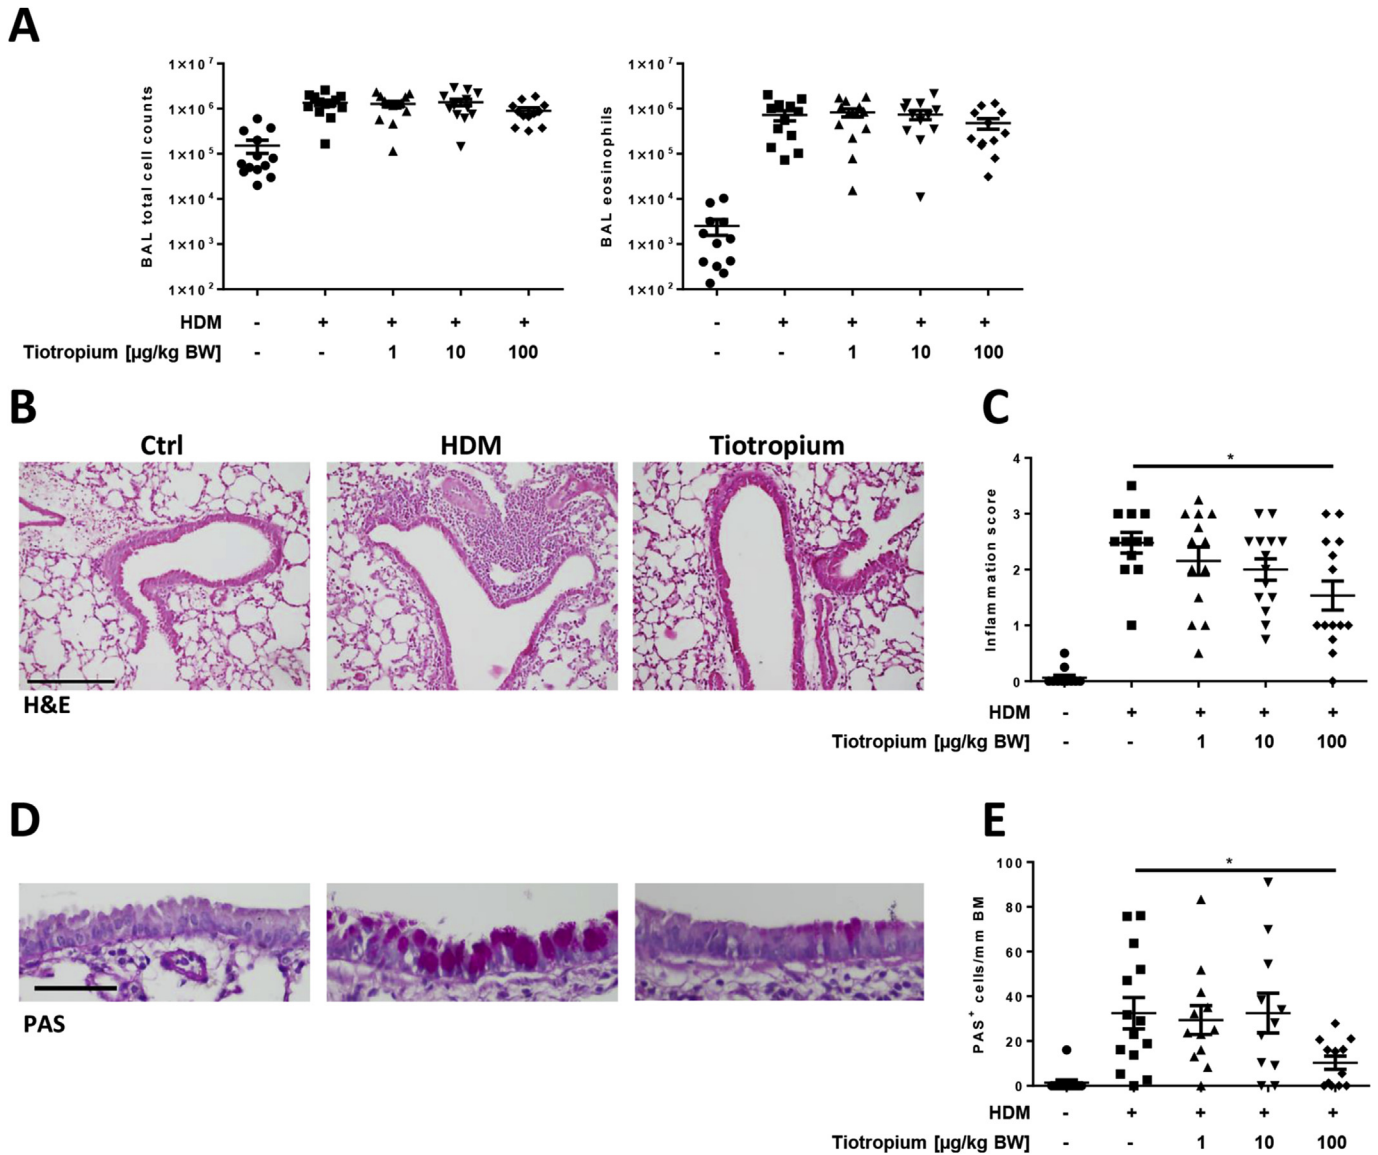 A
BAL total cell counts
1×10⁷
1×10⁶
1×10⁵
1×10⁴
1×10³
1×10²
HDM - + + + +
Tiotropium [µg/kg BW] - - 1 10 100
BAL eosinophils
1×10⁷
1×10⁶
1×10⁵
1×10⁴
1×10³
1×10²
- + + + +
- - 1 10 100
B
Ctrl HDM Tiotropium
H&E
C
Inflammation score
*
4
3
2
1
0
HDM - + + + +
Tiotropium [µg/kg BW] - - 1 10 100
D
PAS
E
PAS⁺ cells/mm BM
*
100
80
60
40
20
0
HDM - + + + +
Tiotropium [µg/kg BW] - - 1 10 100